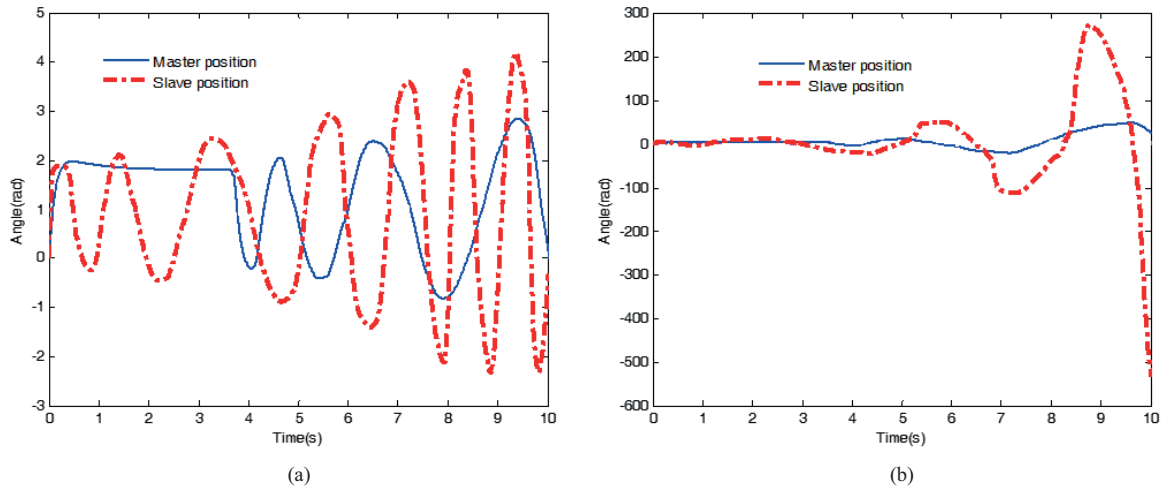 5
4
3
2
1
0
-1
-2
-3
Angle(rad)
Master position
Slave position
0 1 2 3 4 5 6 7 8 9 10
Time(s)
(a)
300
200
100
0
-100
-200
-300
-400
-500
-600
Angle(rad)
Master position
Slave position
0 1 2 3 4 5 6 7 8 9 10
Time(s)
(b)